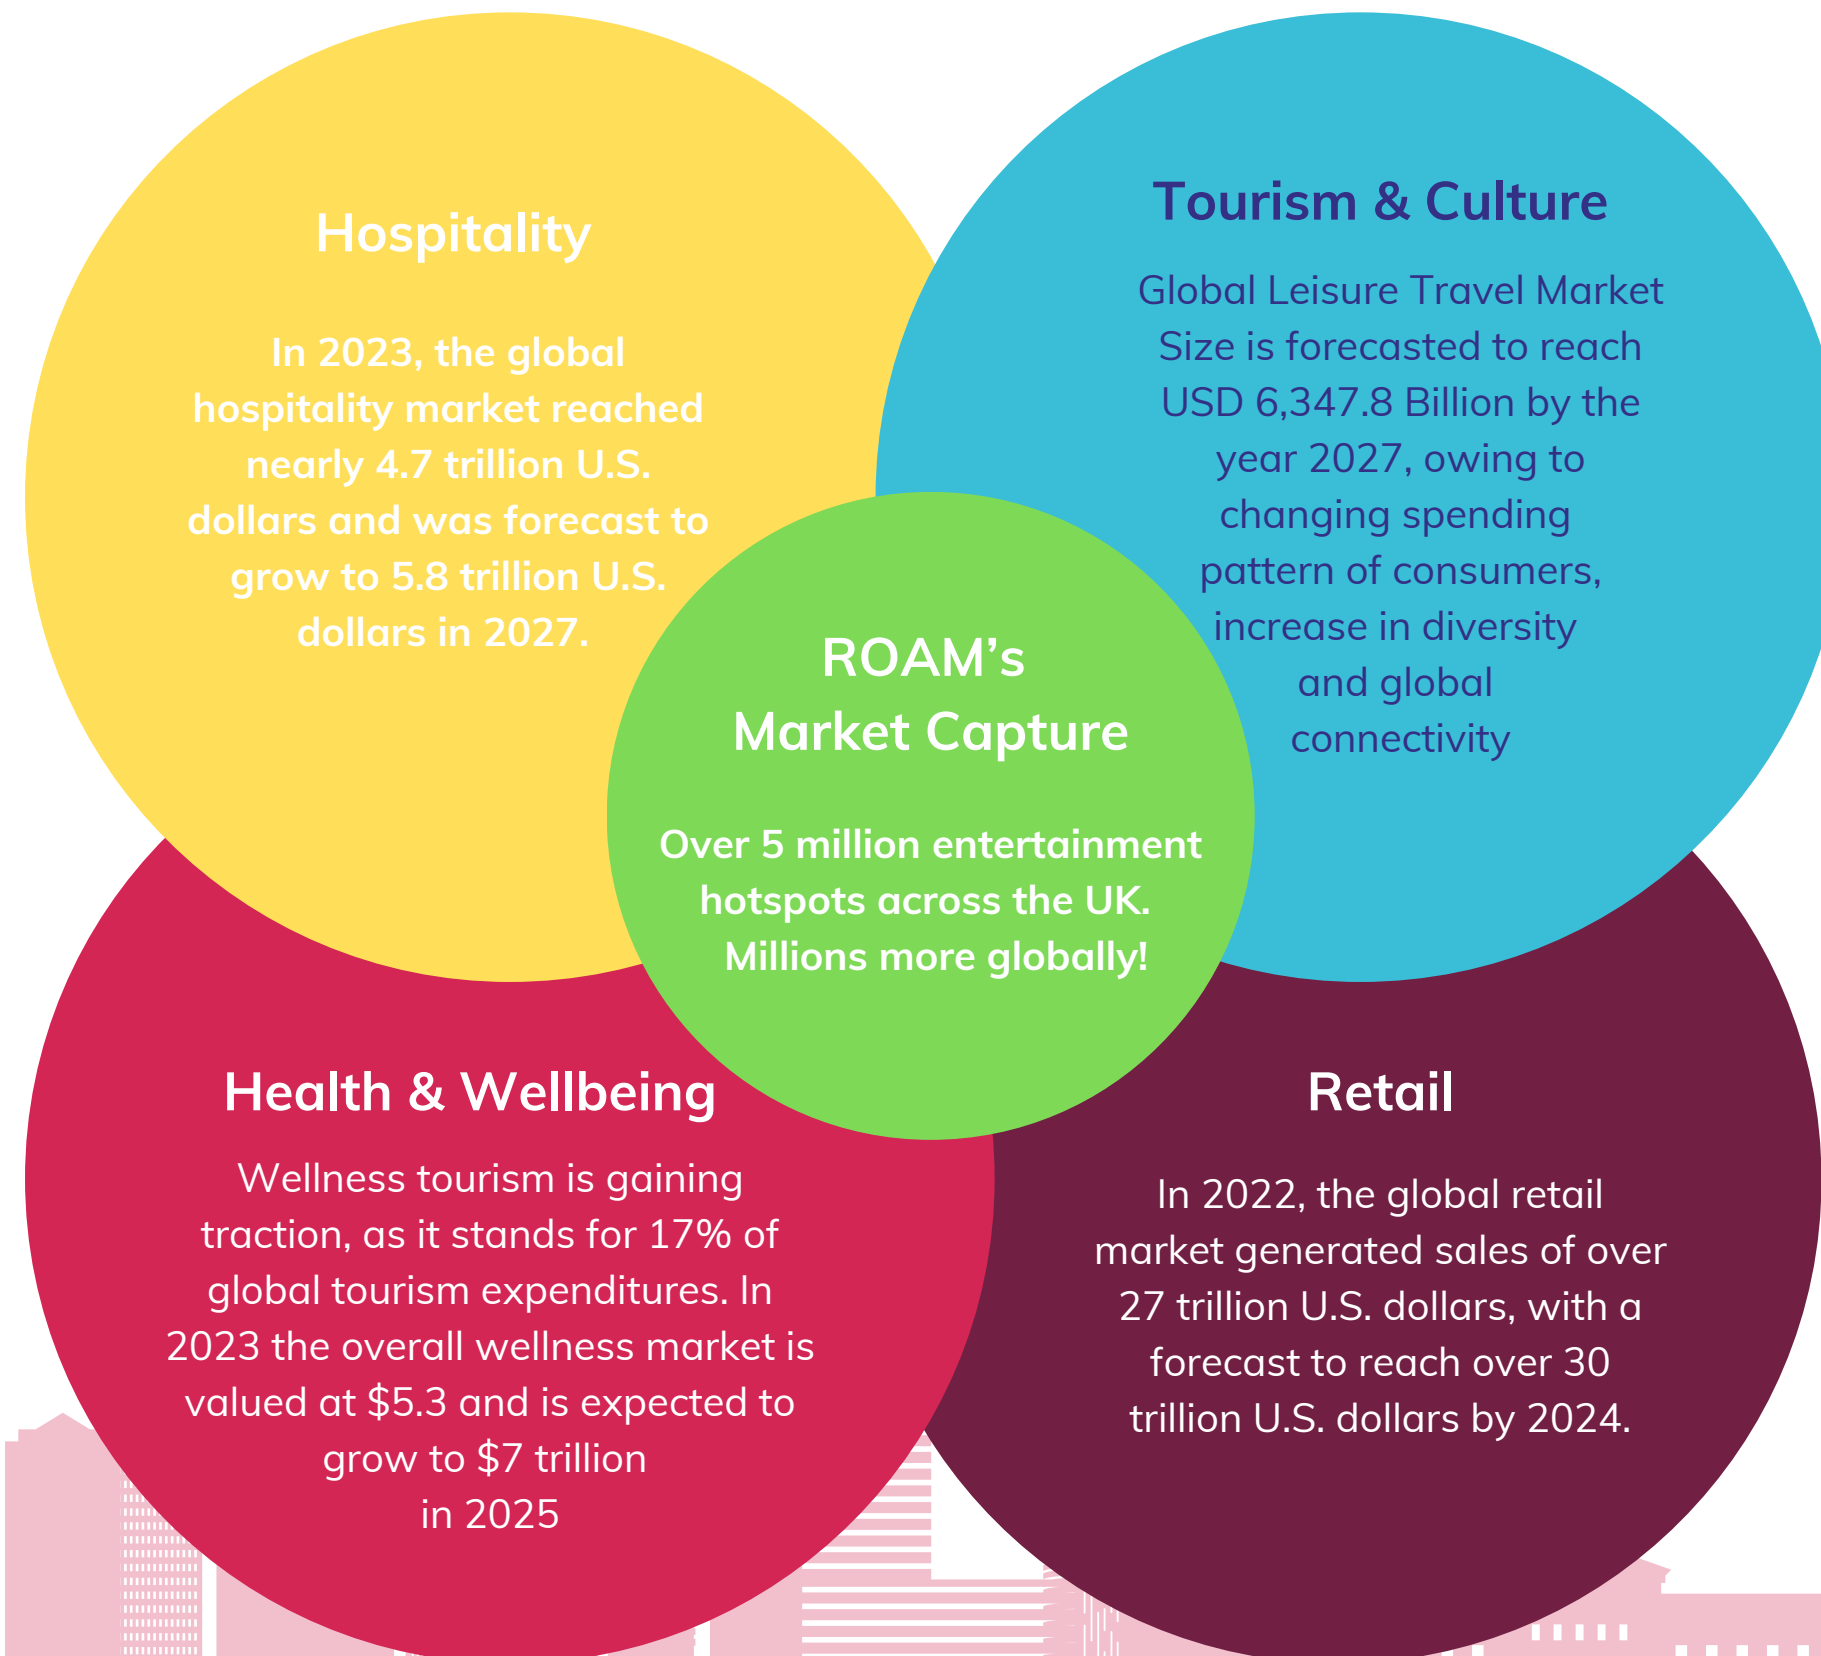 Hospitality
In 2023, the global
hospitality market reached
nearly 4.7 trillion U.S.
dollars and was forecast to
grow to 5.8 trillion U.S.
dollars in 2027.
Tourism & Culture
Global Leisure Travel Market
Size is forecasted to reach
USD 6,347.8 Billion by the
year 2027, owing to
changing spending
pattern of consumers,
increase in diversity
and global
connectivity
ROAM’s
Market Capture
Over 5 million entertainment
hotspots across the UK.
Millions more globally!
Health & Wellbeing
Wellness tourism is gaining
traction, as it stands for 17% of
global tourism expenditures. In
2023 the overall wellness market is
valued at $5.3 and is expected to
grow to $7 trillion
in 2025
Retail
In 2022, the global retail
market generated sales of over
27 trillion U.S. dollars, with a
forecast to reach over 30
trillion U.S. dollars by 2024.